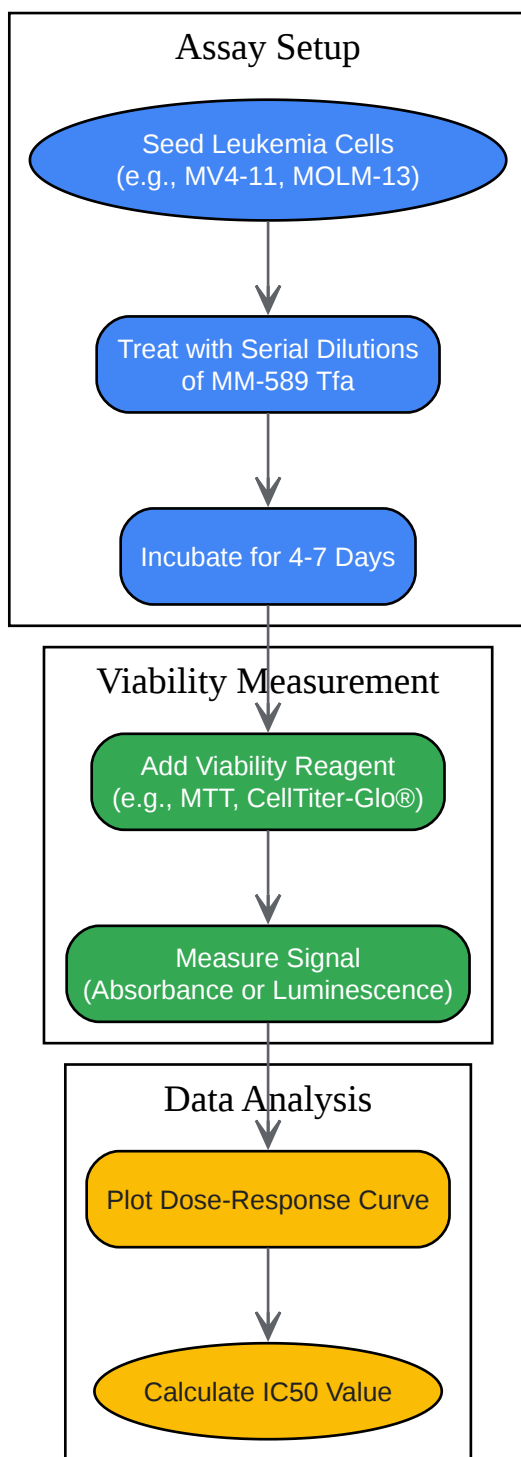 Assay Setup
Seed Leukemia Cells
(e.g., MV4-11, MOLM-13)
Treat with Serial Dilutions
of MM-589 Tfa
Incubate for 4-7 Days
Viability Measurement
Add Viability Reagent
(e.g., MTT, CellTiter-Glo®)
Measure Signal
(Absorbance or Luminescence)
Data Analysis
Plot Dose-Response Curve
Calculate IC50 Value